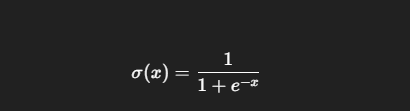 σ(x) = 1 / (1 + e^{-x})